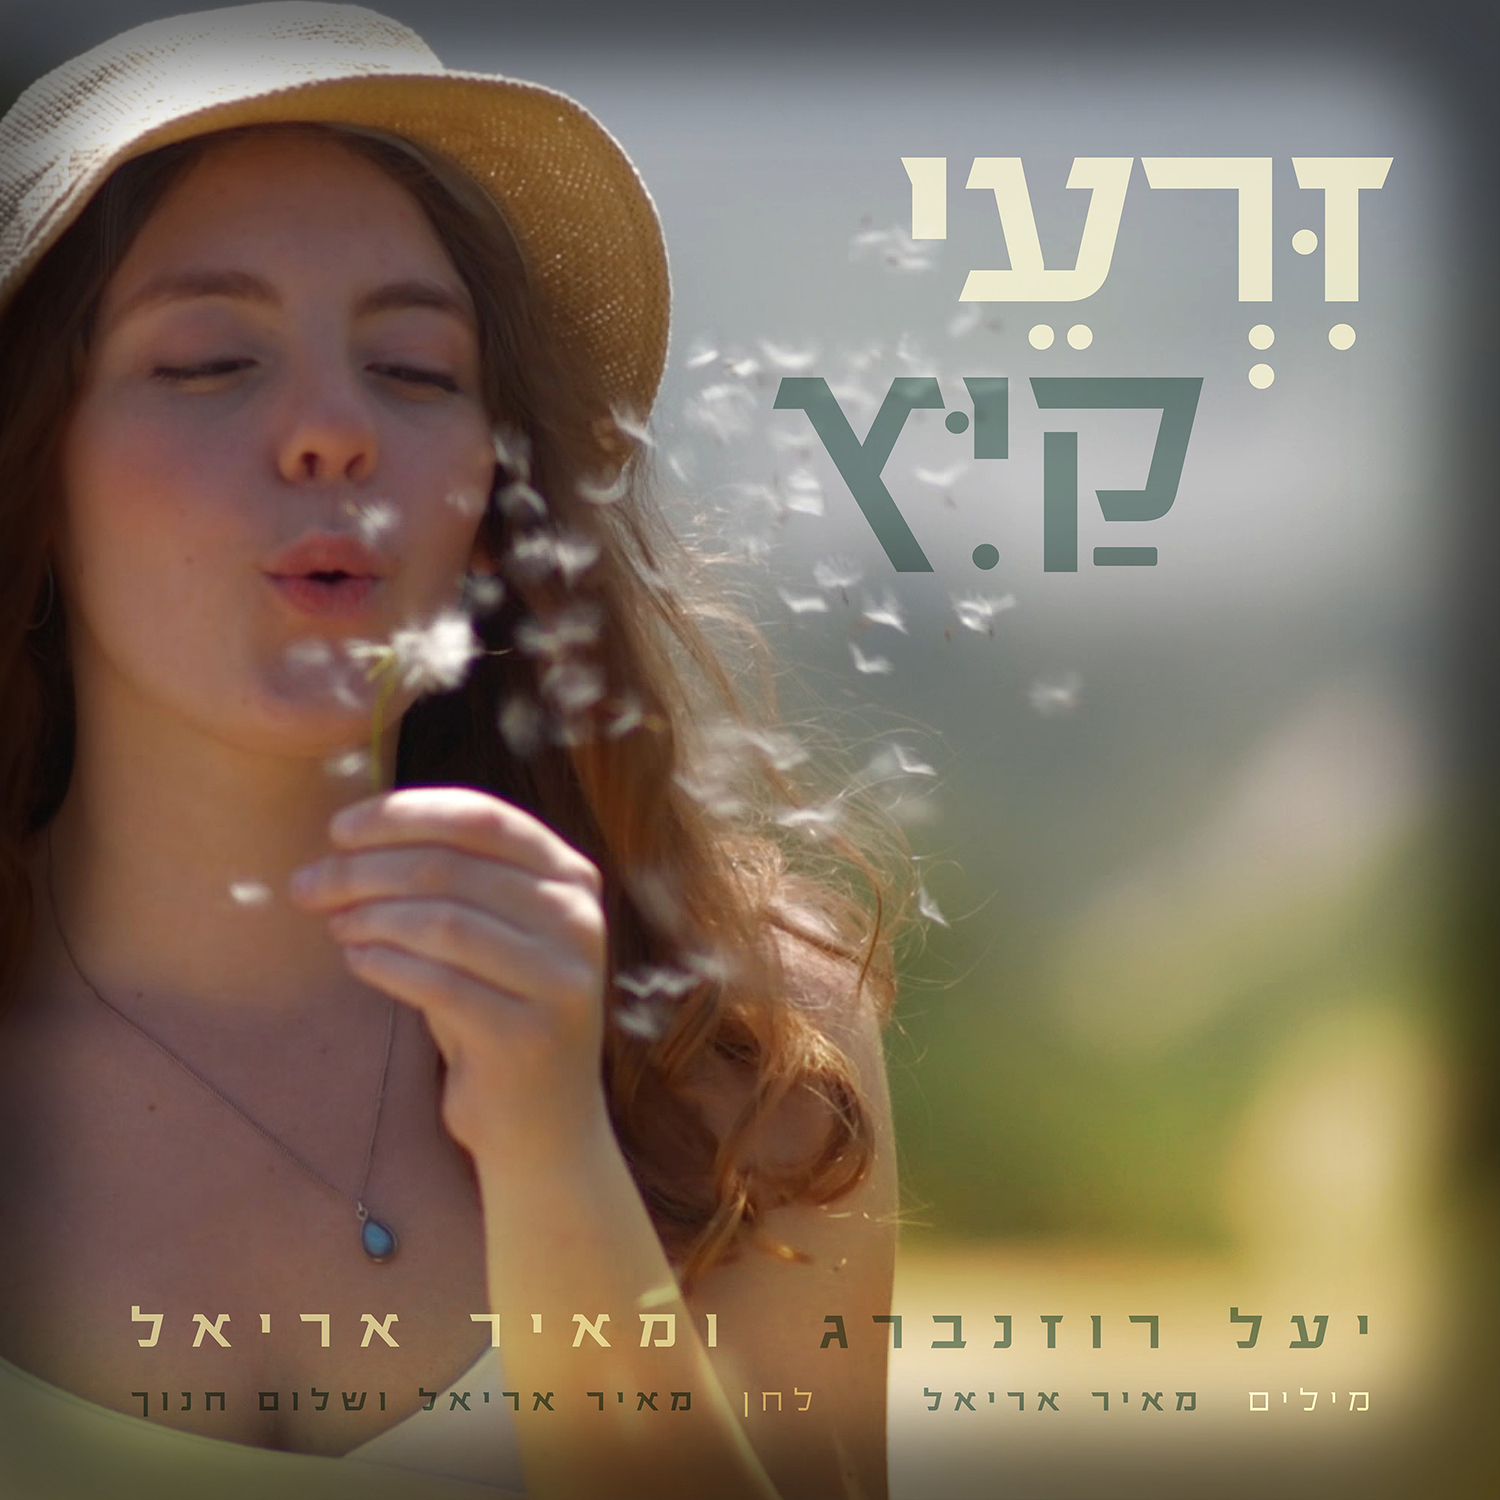 זִּרְעֵי
קַיִּץ
יעל רוזנברג ומאיר אריאל
מילים מאיר אריאל לחן מאיר אריאל ושלום חנוך